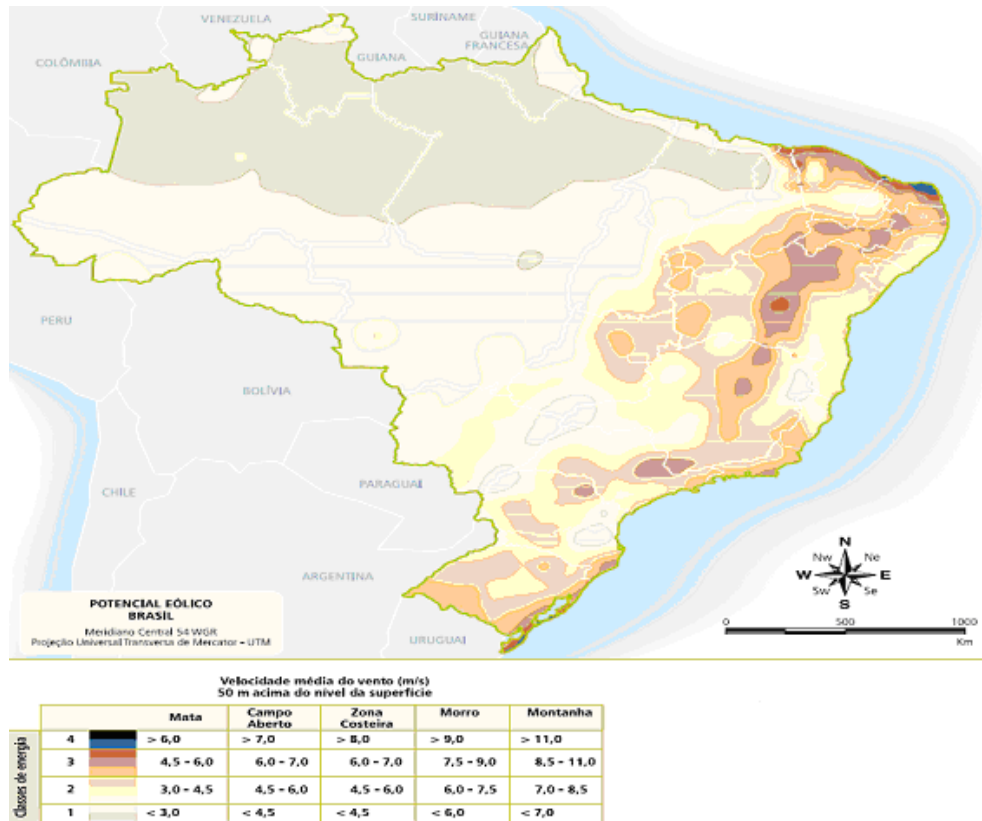 VENEZUELA
SURINAME
GUIANA
FRANCESA
COLÔMBIA
GUIANA
PERU
BOLÍVIA
CHILE
PARAGUAI
ARGENTINA
URUGUAI
POTENCIAL EÓLICO
BRASIL
Meridiano Central 54 WGR
Projeção Universal Transversa de Mercator - UTM
N
Nw Ne
W E
Sw Se
S
0 500 1000
Km
Velocidade média do vento (m/s)
50 m acima do nível da superfície
Mata Campo Aberto Zona Costeira Morro Montanha
Classes de energia
4 > 6,0 > 7,0 > 8,0 > 9,0 > 11,0
3 4,5 - 6,0 6,0 - 7,0 6,0 - 7,0 7,5 - 9,0 8,5 - 11,0
2 3,0 - 4,5 4,5 - 6,0 4,5 - 6,0 6,0 - 7,5 7,0 - 8,5
1 < 3,0 < 4,5 < 4,5 < 6,0 < 7,0